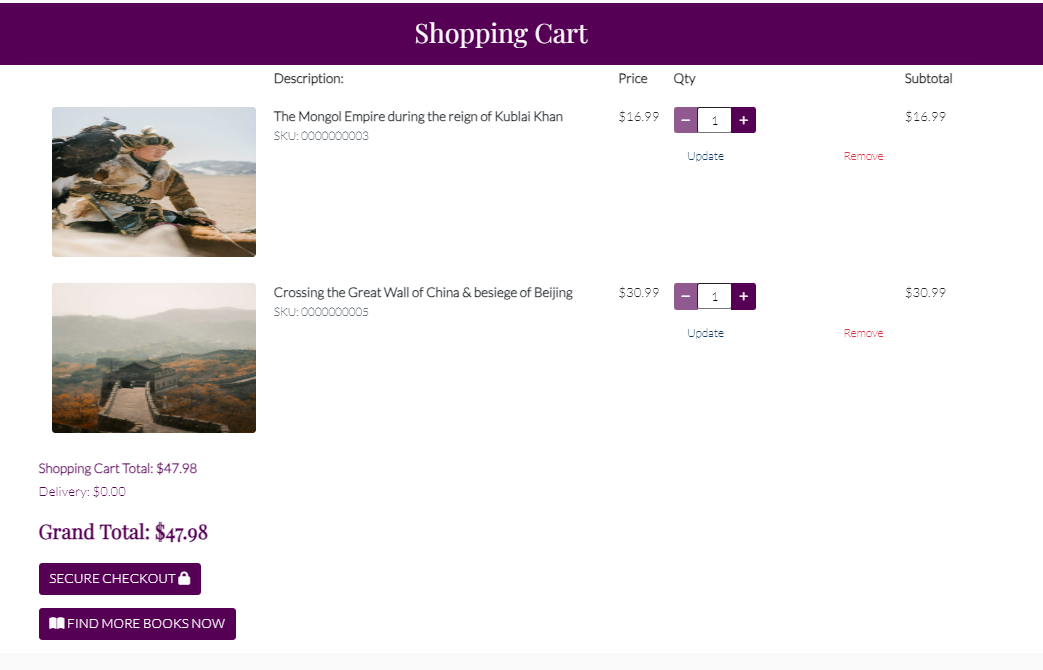 Shopping Cart
Description: Price Qty Subtotal
The Mongol Empire during the reign of Kublai Khan $16.99 1 $16.99
SKU: 0000000003
Update Remove
Crossing the Great Wall of China & besiege of Beijing $30.99 1 $30.99
SKU: 0000000005
Update Remove
Shopping Cart Total: $47.98
Delivery: $0.00
Grand Total: $47.98
SECURE CHECKOUT
FIND MORE BOOKS NOW